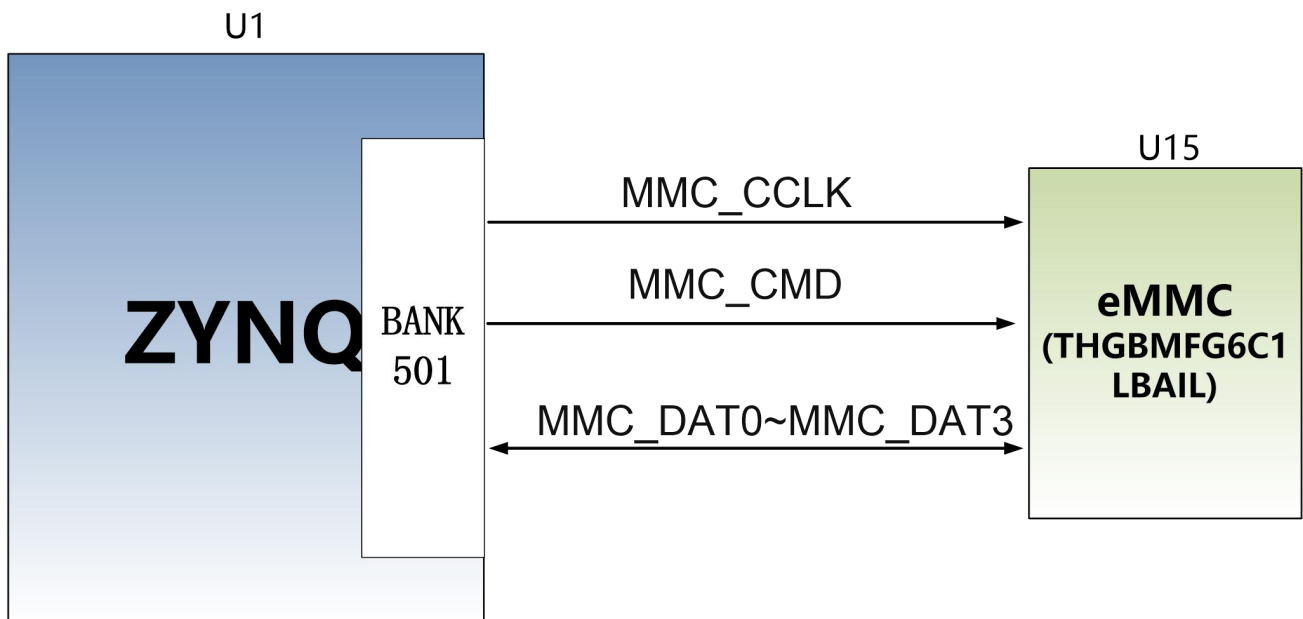 U1
U15
MMC_CCLK
MMC_CMD
ZYNQ
BANK
501
eMMC
(THGBMFG6C1
LBAIL)
MMC_DAT0~MMC_DAT3